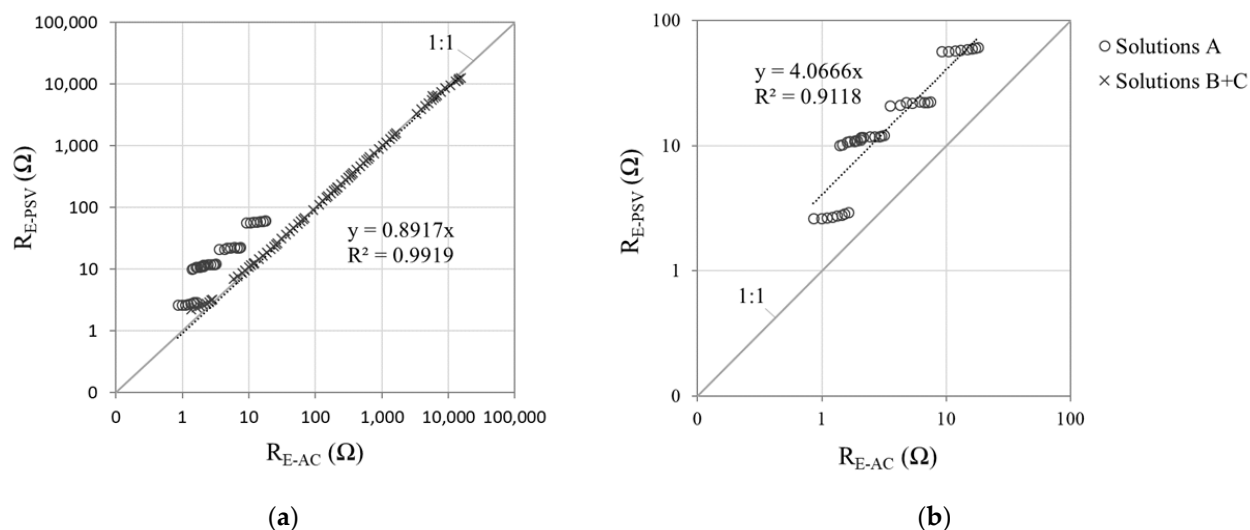 100,000
10,000
1,000
100
10
1
0
1:1
y = 0.8917x
R² = 0.9919
R_E-PSV (Ω)
0 1 10 100 1,000 10,000 100,000
R_E-AC (Ω)
(a)
100
10
1
0
y = 4.0666x
R² = 0.9118
1:1
R_E-PSV (Ω)
0 1 10 100
R_E-AC (Ω)
Solutions A
Solutions B+C
(b)